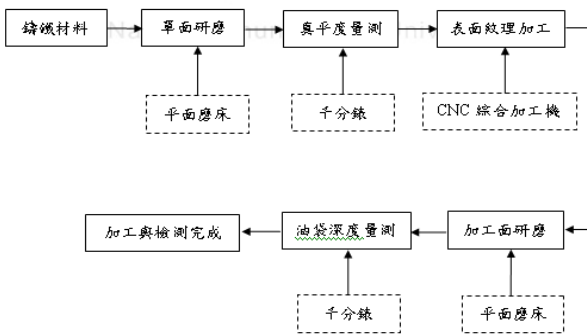 鑄鐵材料
單面研磨
真平度量測
表面紋理加工
平面磨床
千分錶
CNC 綜合加工機
加工與檢測完成
油袋深度量測
加工面研磨
千分錶
平面磨床